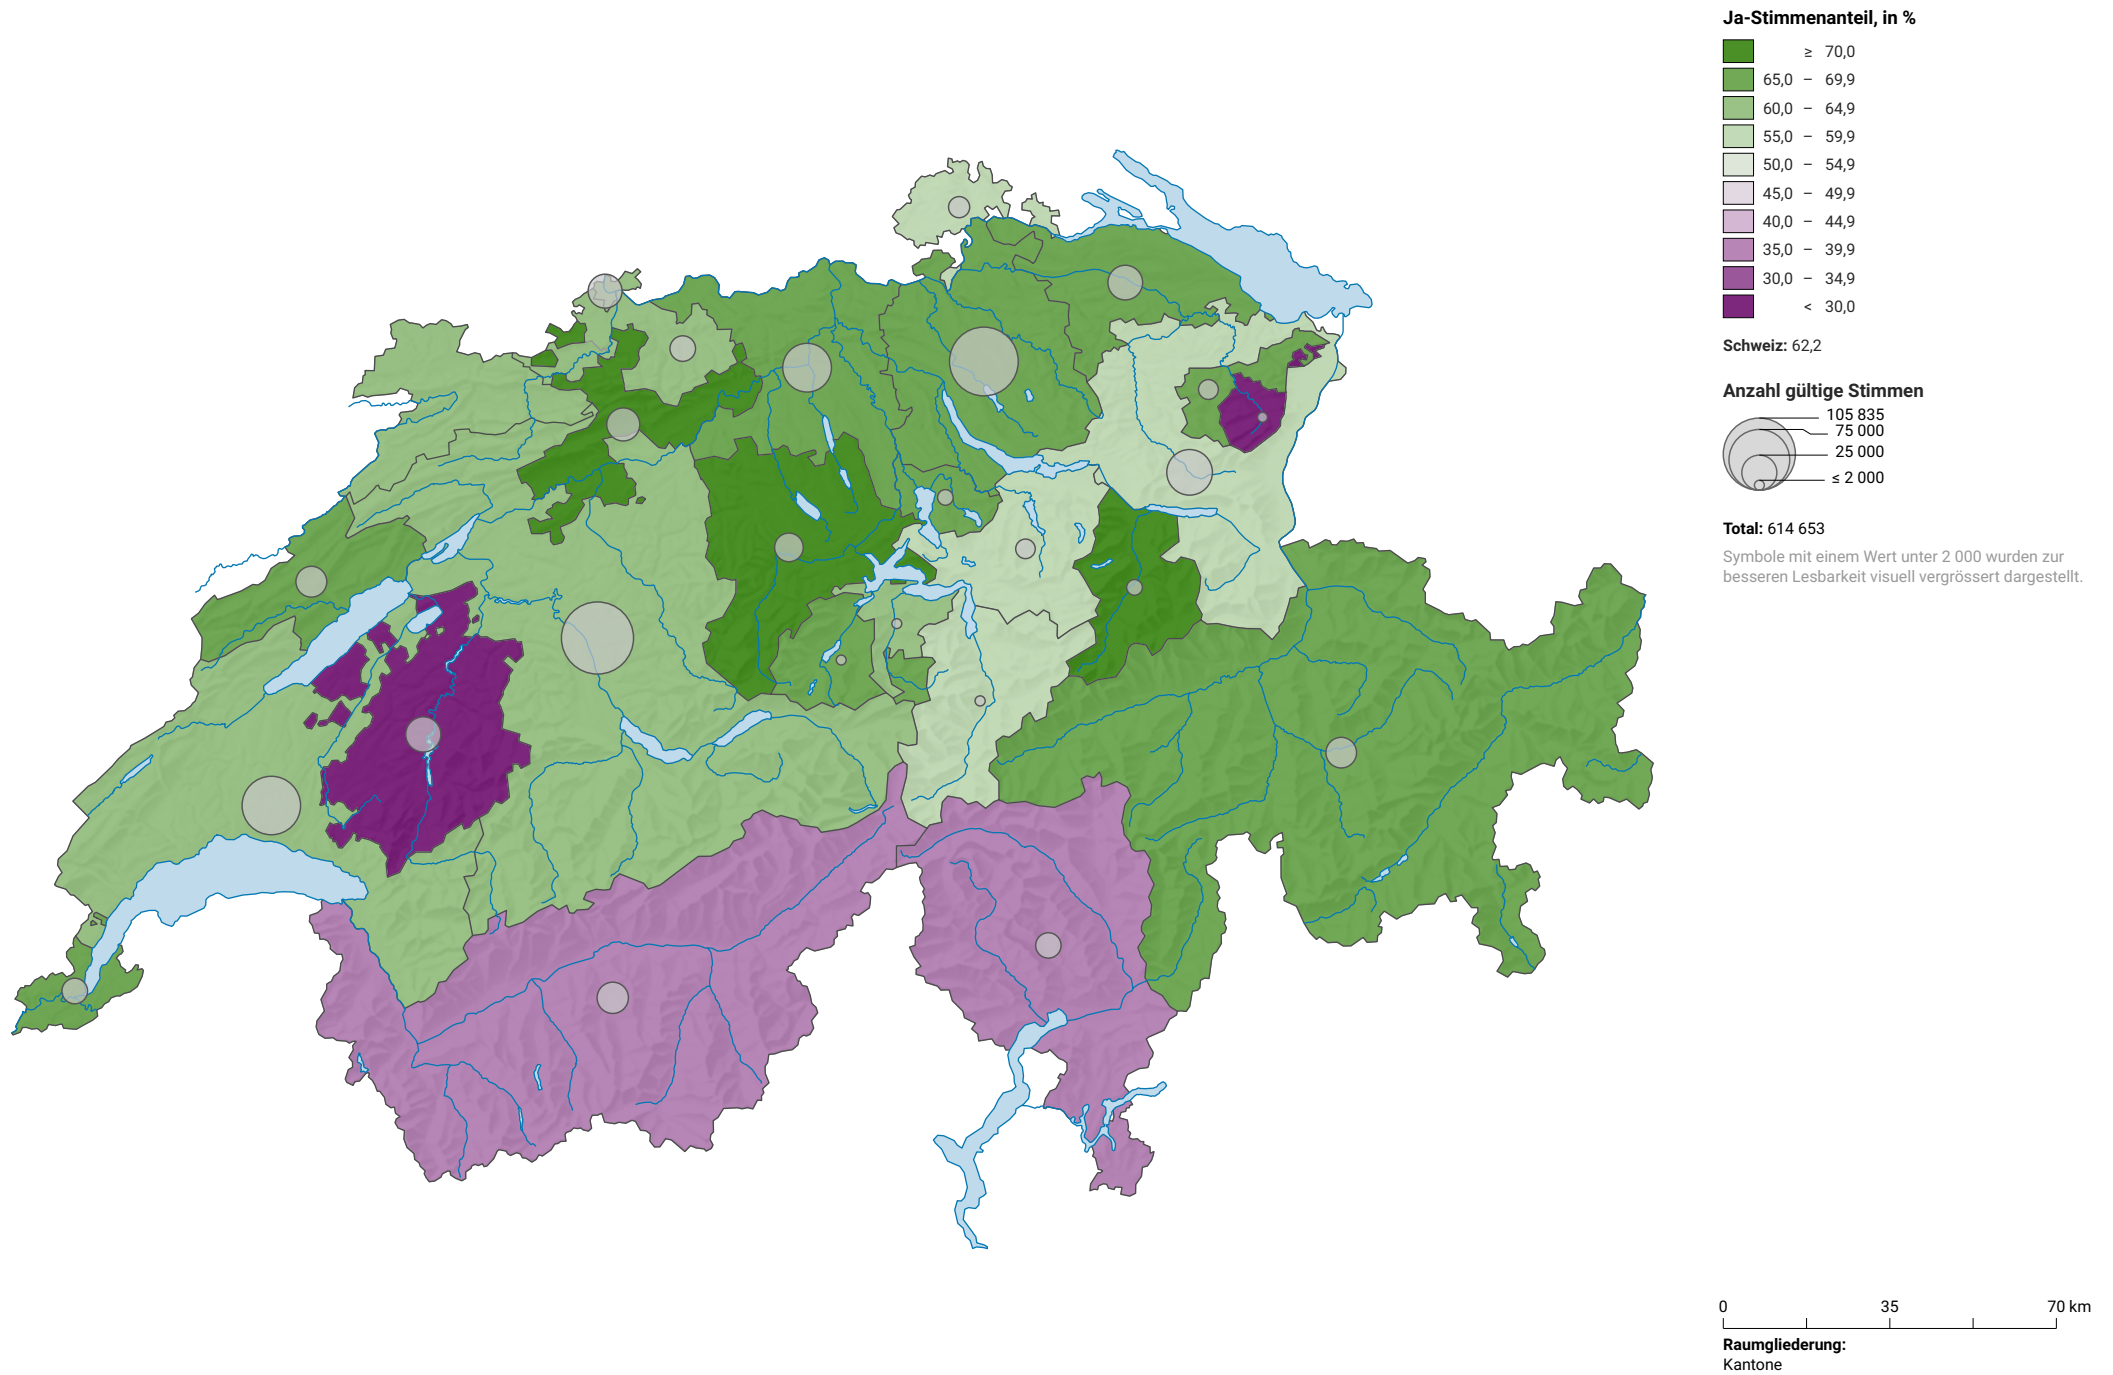 Ja-Stimmenanteil, in %
≥ 70,0
65,0 – 69,9
60,0 – 64,9
55,0 – 59,9
50,0 – 54,9
45,0 – 49,9
40,0 – 44,9
35,0 – 39,9
30,0 – 34,9
< 30,0
Schweiz: 62,2
Anzahl gültige Stimmen
105 835
75 000
25 000
≤ 2 000
Total: 614 653
Symbole mit einem Wert unter 2 000 wurden zur
besseren Lesbarkeit visuell vergrössert dargestellt.
0 35 70 km
Raumgliederung:
Kantone